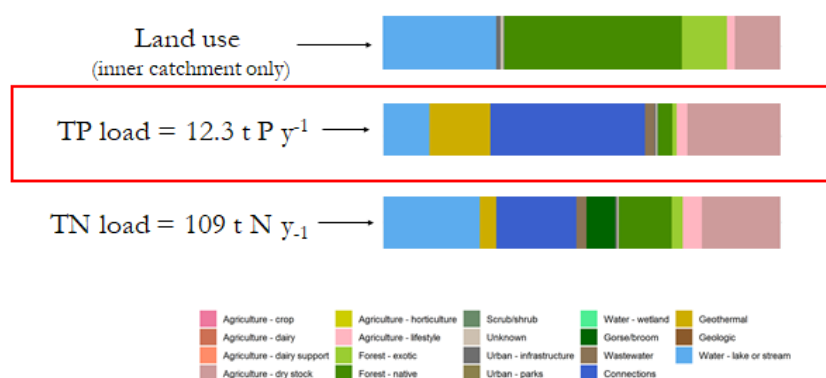 Land use
(inner catchment only)
TP load = 12.3 t P y-1
TN load = 109 t N y-1
Agriculture - crop
Agriculture - dairy
Agriculture - dairy support
Agriculture - dry stock
Agriculture - horticulture
Agriculture - lifestyle
Forest - exotic
Forest - native
Scrub/shrub
Unknown
Urban - infrastructure
Urban - parks
Water - wetland
Gorse/broom
Wastewater
Connections
Geothermal
Geologic
Water - lake or stream